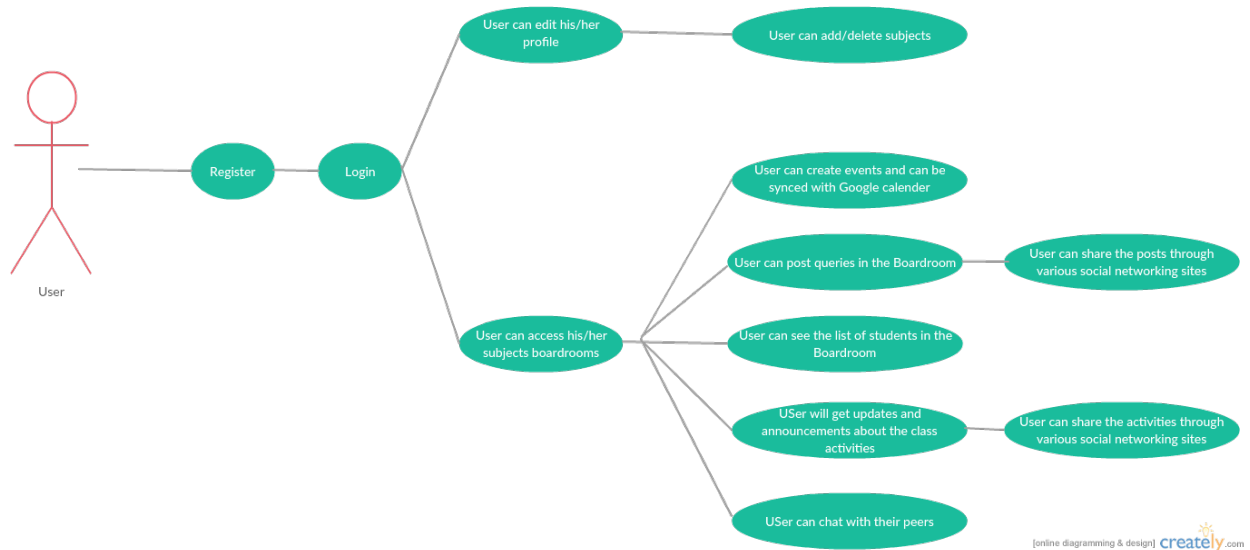 User can edit his/her
profile
User can add/delete subjects
User can create events and can be
synced with Google calender
Register
Login
User can post queries in the Boardroom
User can share the posts through
various social networking sites
User
User can access his/her
subjects boardrooms
User can see the list of students in the
Boardroom
USer will get updates and
announcements about the class
activities
User can share the activities through
various social networking sites
USer can chat with their peers
[online diagramming & design] creately.com